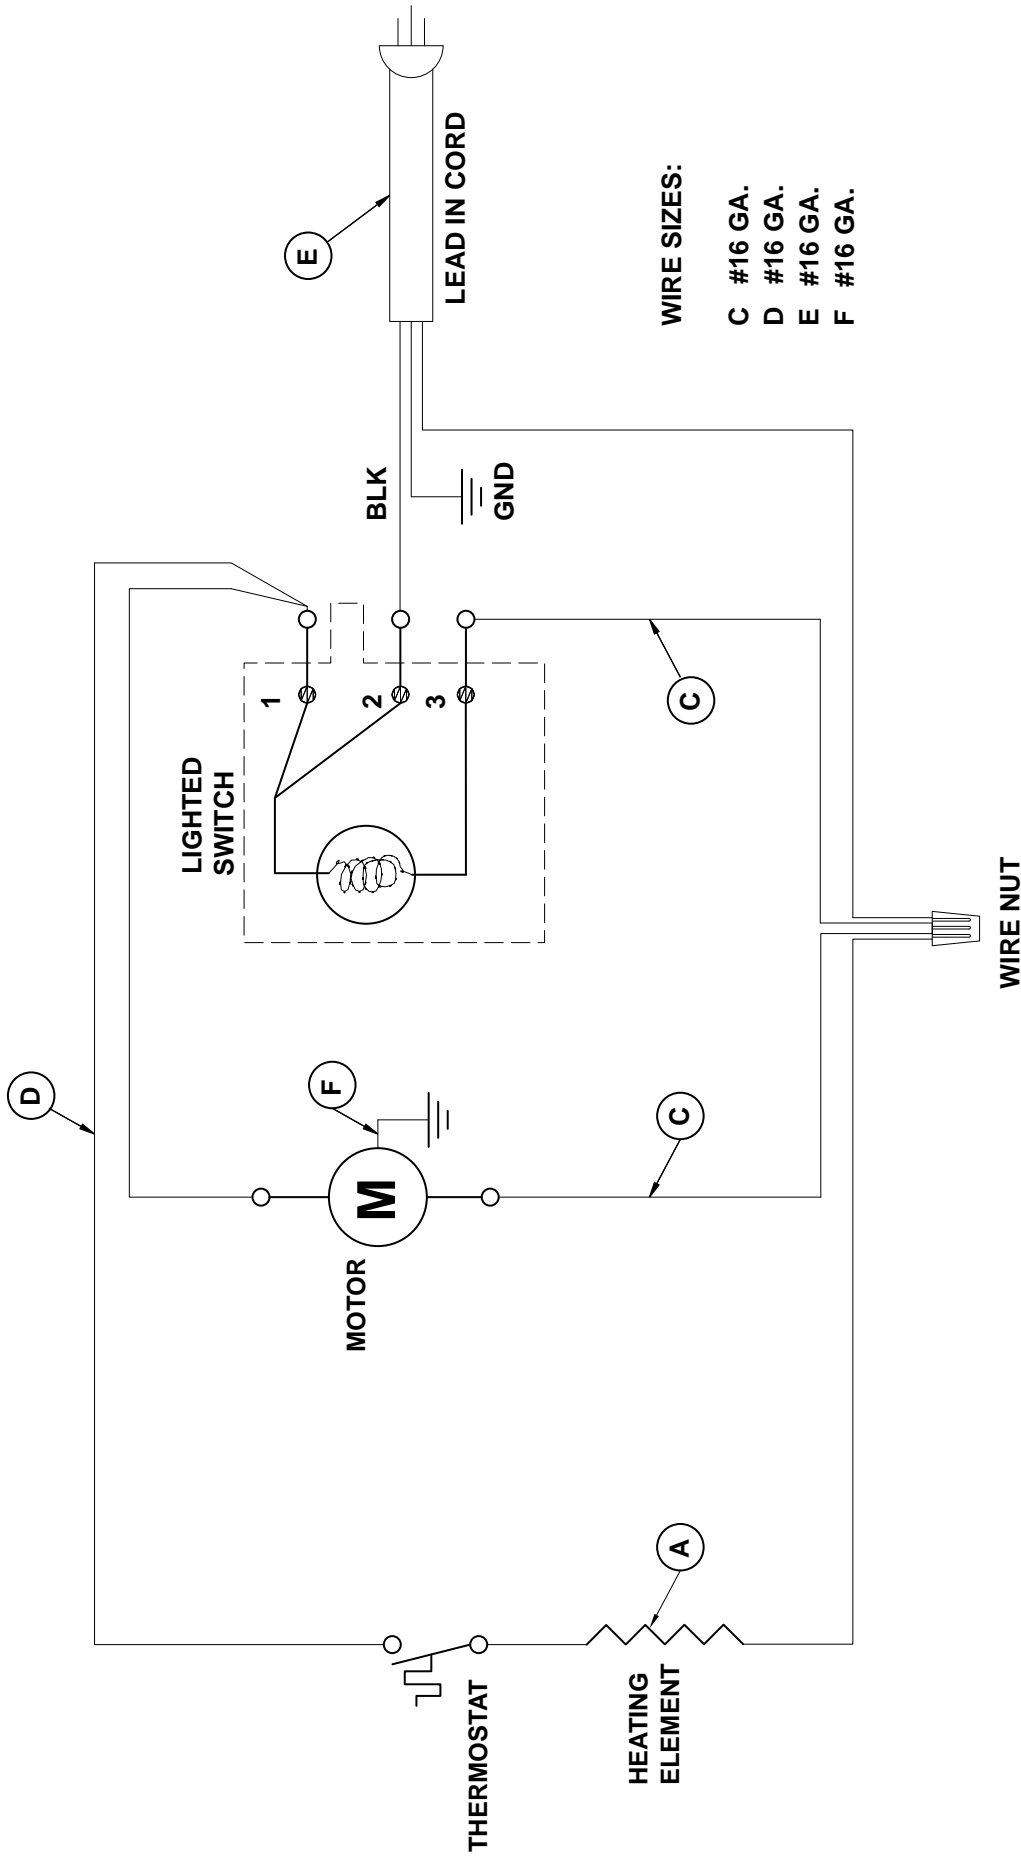 D
E
LEAD IN CORD
BLK
GND
LIGHTED
SWITCH
1
2
3
F
M
MOTOR
C
C
THERMOSTAT
HEATING
ELEMENT
A
WIRE NUT
WIRE SIZES:
C #16 GA.
D #16 GA.
E #16 GA.
F #16 GA.